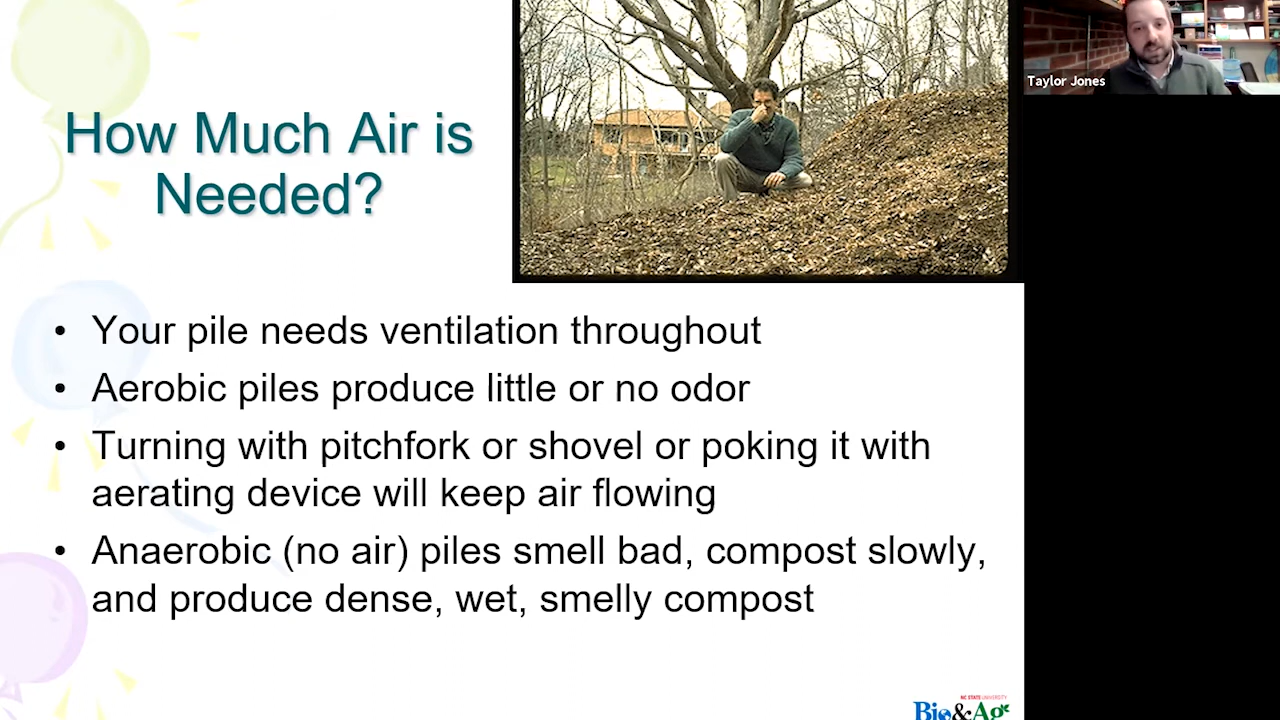 How Much Air is
Needed?
Taylor Jones
• Your pile needs ventilation throughout
• Aerobic piles produce little or no odor
• Turning with pitchfork or shovel or poking it with
aerating device will keep air flowing
• Anaerobic (no air) piles smell bad, compost slowly,
and produce dense, wet, smelly compost
NC STATE UNIVERSITY
Bio&Ag